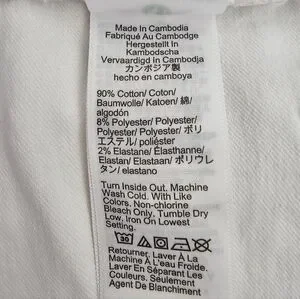 Made In Cambodia
Fabriqué Au Cambodge
Hergestellt In
Kambodscha
Vervaardigd In Cambodja
カンボジア製
hecho en camboya
90% Cotton/ Coton/
Baumwolle/ Katoen/ 綿/
algodón
8% Polyester/ Polyester/
Polyester/ Polyester/ ポリ
エステル/ poliéster
2% Elastane/ Élasthanne/
Elastan/ Elastaan/ ポリウレ
タン/ elastano
Turn Inside Out. Machine
Wash Cold. With Like
Colors. Non-chlorine
Bleach Only. Tumble Dry
Low. Iron On Lowest
Setting.
30
Retourner. Laver À La
Machine À L'eau Froide.
Laver En Séparant Les
Couleurs. Seulement
Agent De Blanchiment